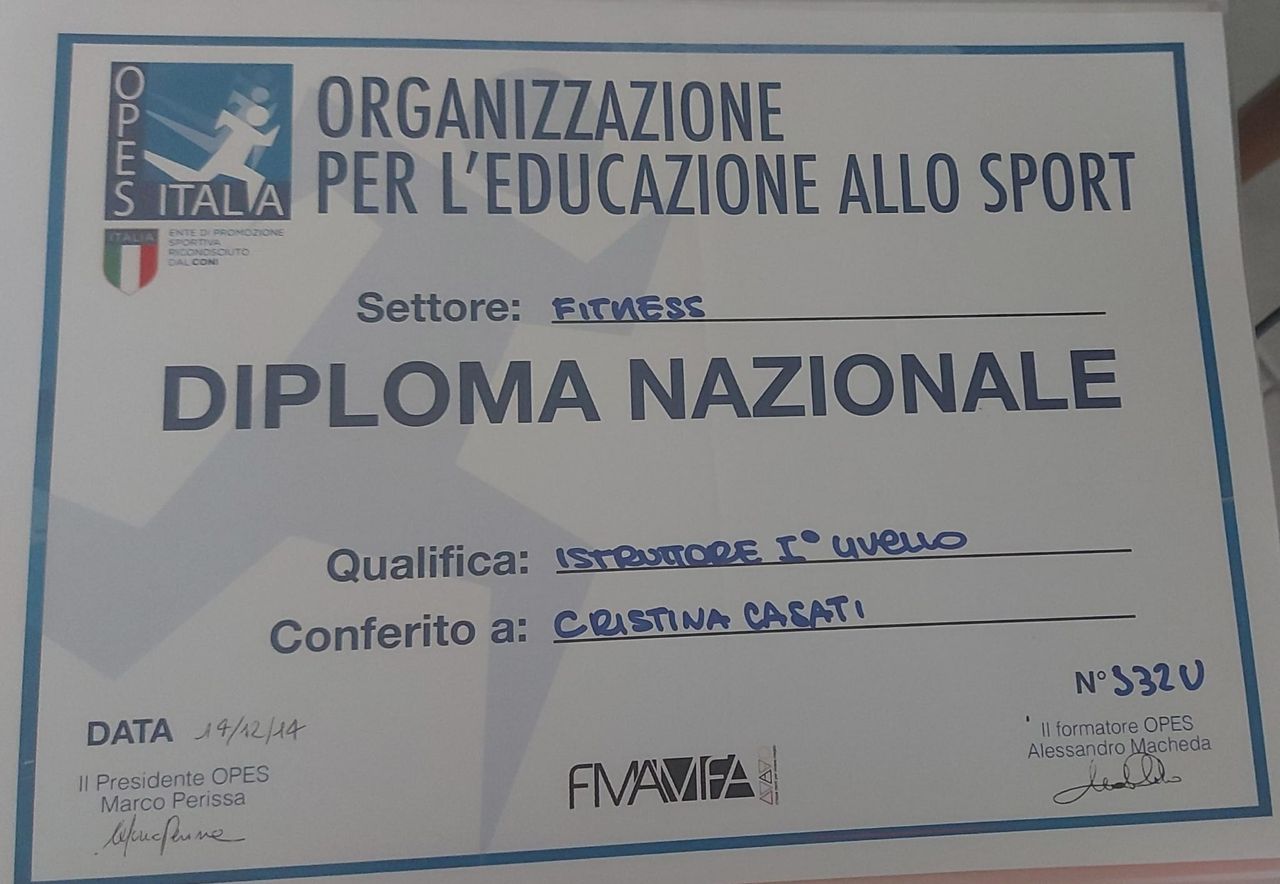 OPES
ITALIA
ORGANIZZAZIONE
PER L'EDUCAZIONE ALLO SPORT
ITALIA
ENTE DI PROMOZIONE
SPORTIVA
RICONOSCIUTO
DAL CONI
Settore: FITNESS
DIPLOMA NAZIONALE
Qualifica: ISTRUTTORE I° LIVELLO
Conferito a: CRISTINA CASATI
N° 932U
DATA 14/12/14
Il formatore OPES
Alessandro Macheda
Il Presidente OPES
Marco Perissa